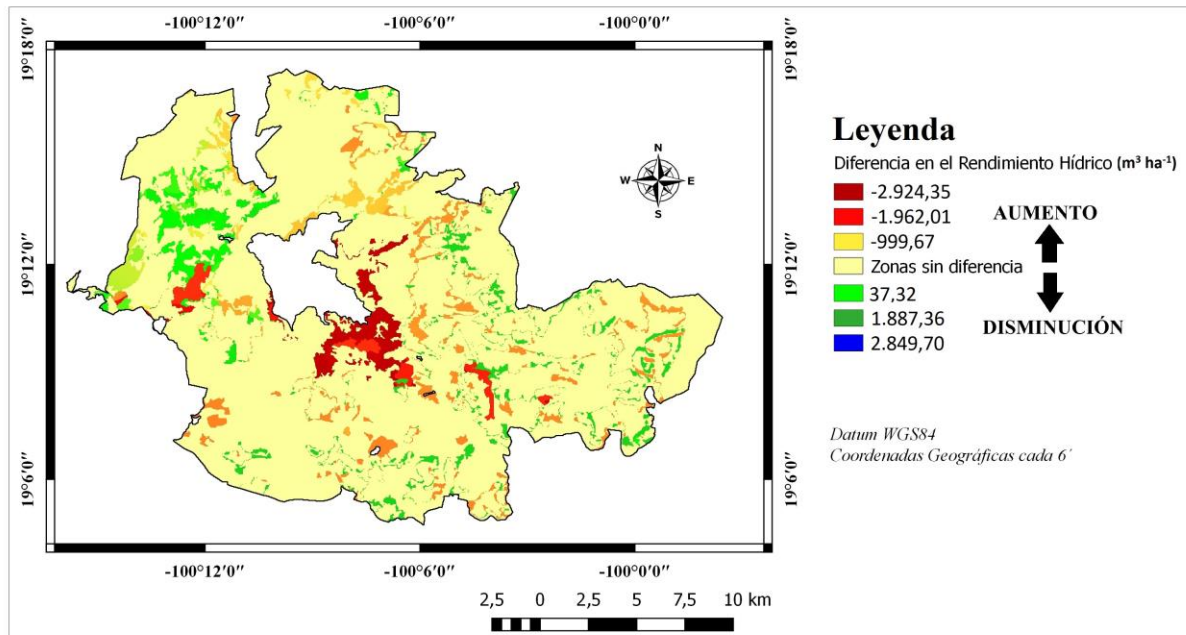 -100°12'0'' -100°6'0'' -100°0'0''
19°18'0'' 19°18'0''
N
W E
S
19°12'0'' 19°12'0''
19°6'0'' 19°6'0''
-100°12'0'' -100°6'0'' -100°0'0''
2,5 0 2,5 5 7,5 10 km
Leyenda
Diferencia en el Rendimiento Hídrico (m³ ha⁻¹)
-2.924,35
-1.962,01
-999,67
Zonas sin diferencia
37,32
1.887,36
2.849,70
AUMENTO
DISMINUCIÓN
Datum WGS84
Coordenadas Geográficas cada 6´